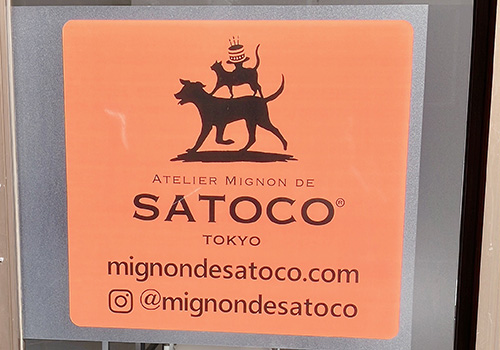 ATELIER MIGNON DE
SATOCO®
TOKYO
mignondesatoco.com
@mignondesatoco